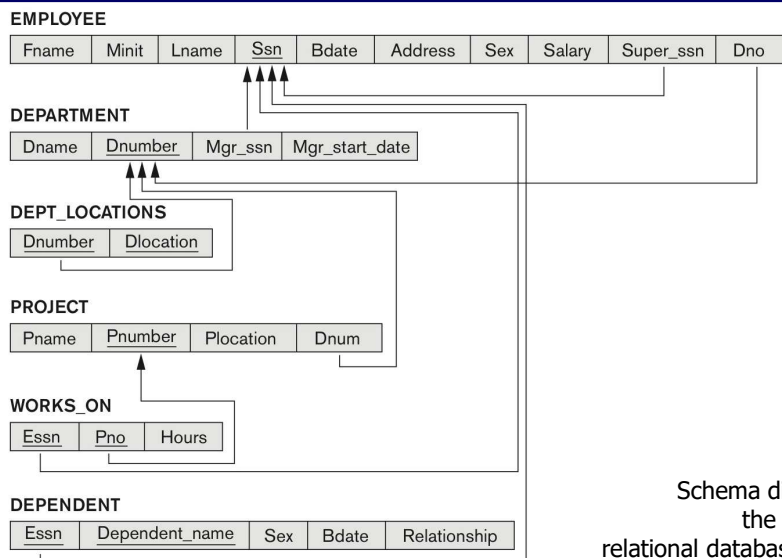 EMPLOYEE
Fname Minit Lname Ssn Bdate Address Sex Salary Super_ssn Dno
DEPARTMENT
Dname Dnumber Mgr_ssn Mgr_start_date
DEPT_LOCATIONS
Dnumber Dlocation
PROJECT
Pname Pnumber Plocation Dnum
WORKS_ON
Essn Pno Hours
Schema d
the
relational databas
DEPENDENT
Essn Dependent_name Sex Bdate Relationship